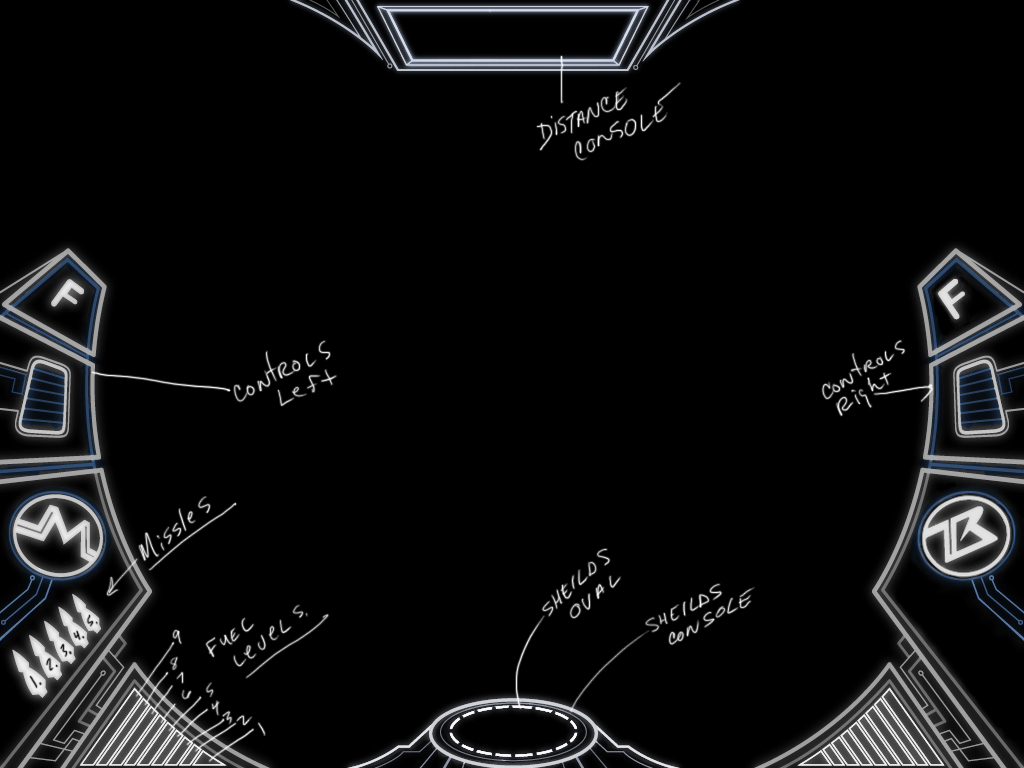 DISTANCE
CONSOLE
F
F
CONTROLS
Left
CONTROLS
Right
M
B
Missles
1. 2. 3. 4. 5.
SHEILDS
OVAL
SHEILDS
CONSOLE
FUEL
LEVELS.
9
8
7
6
5
4
3
2
1